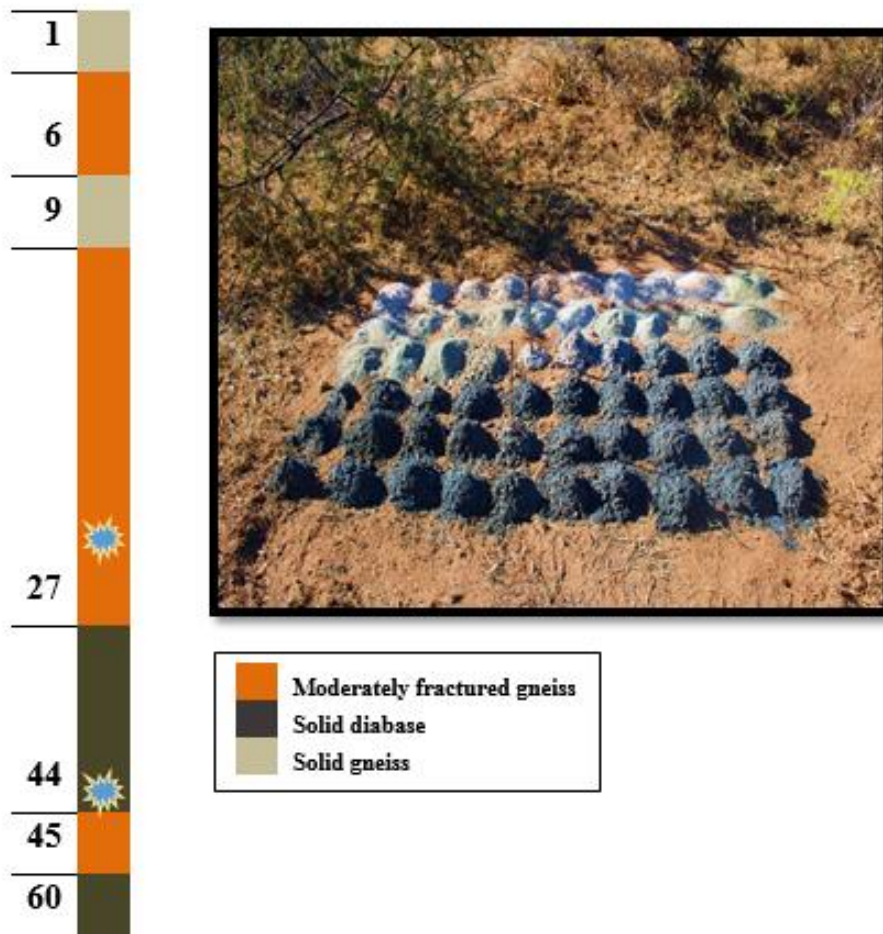 1
6
9
27
44
45
60
Moderately fractured gneiss
Solid diabase
Solid gneiss